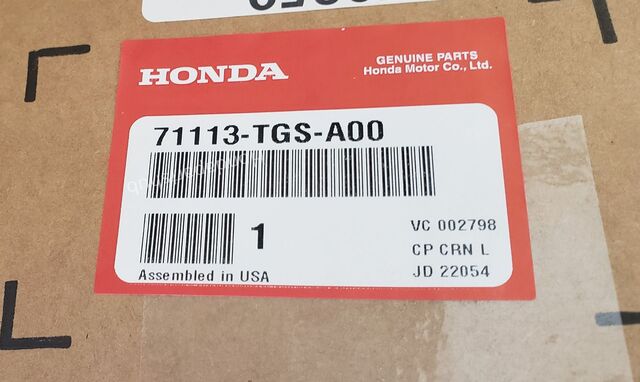 HONDA
GENUINE PARTS
Honda Motor Co., Ltd.
71113-TGS-A00
1
VC 002798
CP CRN L
Assembled in USA
JD 22054